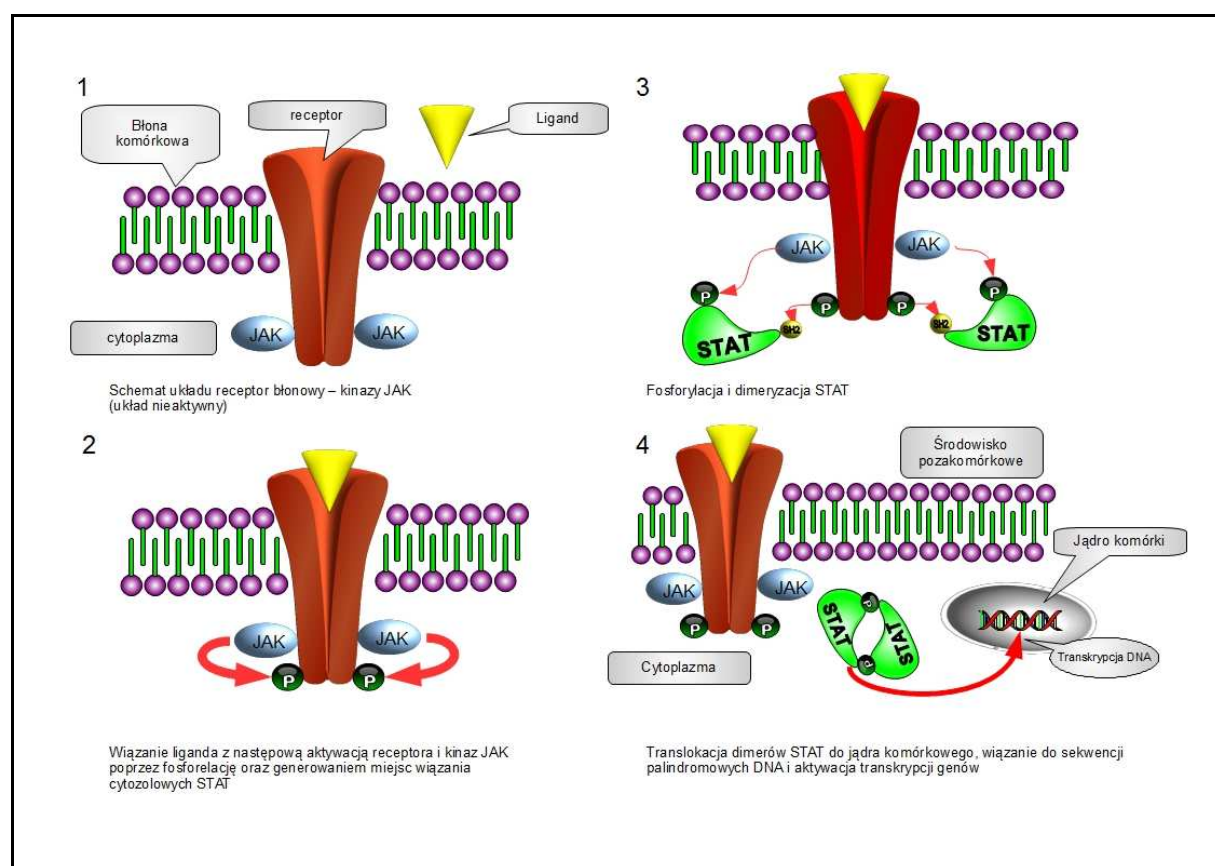 1
Błona
komórkowa
receptor
Ligand
JAK
JAK
cytoplazma
Schemat układu receptor błonowy – kinazy JAK
(układ nieaktywny)
2
JAK
JAK
P
P
Wiązanie liganda z następową aktywacją receptora i kinaz JAK
poprzez fosforelację oraz generowaniem miejsc wiązania
cytozolowych STAT
3
JAK
JAK
P
P
P
P
SH2
SH2
STAT
STAT
Fosforylacja i dimeryzacja STAT
4
Środowisko
pozakomórkowe
Jądro komórki
JAK
JAK
P
P
P
STAT
STAT
P
Cytoplazma
Transkrypcja DNA
Translokacja dimerów STAT do jądra komórkowego, wiązanie do sekwencji
palindromowych DNA i aktywacja transkrypcji genów